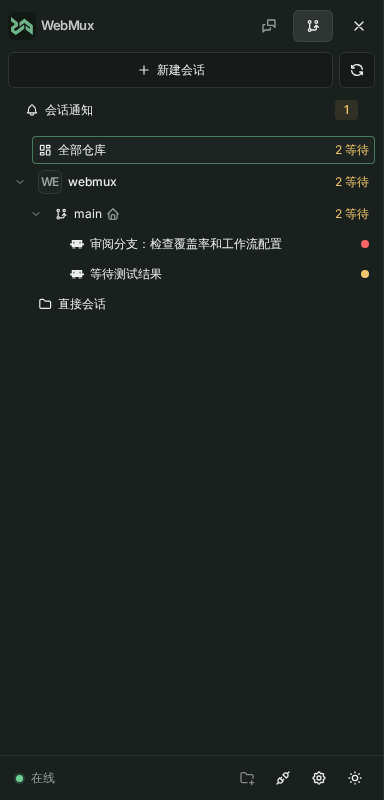 WebMux
新建会话
会话通知 1
全部仓库 2 等待
WE webmux 2 等待
main 2 等待
审阅分支：检查覆盖率和工作流配置
等待测试结果
直接会话
在线